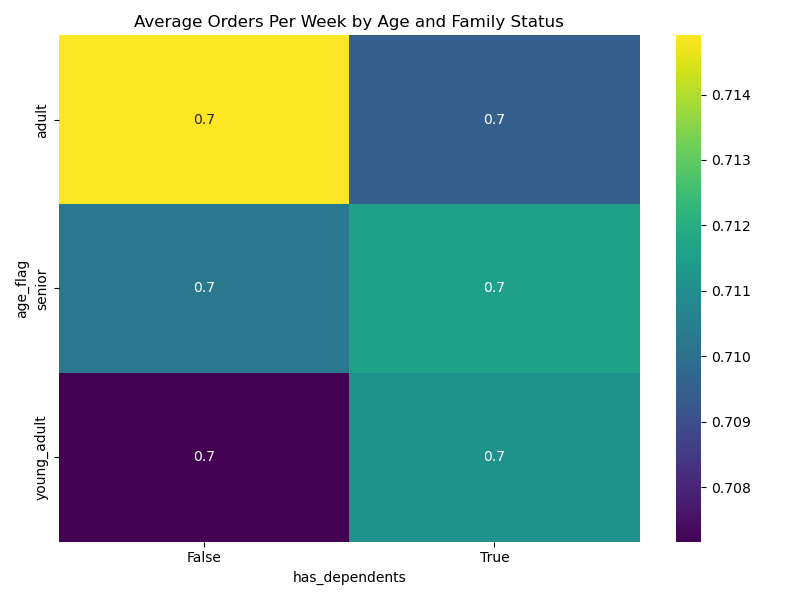 Average Orders Per Week by Age and Family Status
adult
0.7
0.7
age_flag
senior
0.7
0.7
young_adult
0.7
0.7
False
True
has_dependents
0.714
0.713
0.712
0.711
0.710
0.709
0.708